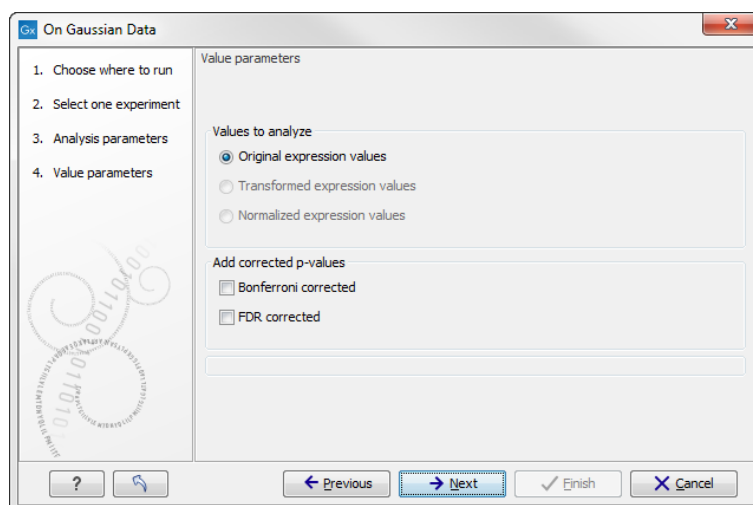 Gx On Gaussian Data
X
1. Choose where to run
2. Select one experiment
3. Analysis parameters
4. Value parameters
Value parameters
Values to analyze
Original expression values
Transformed expression values
Normalized expression values
Add corrected p-values
Bonferroni corrected
FDR corrected
? Previous Next Finish Cancel